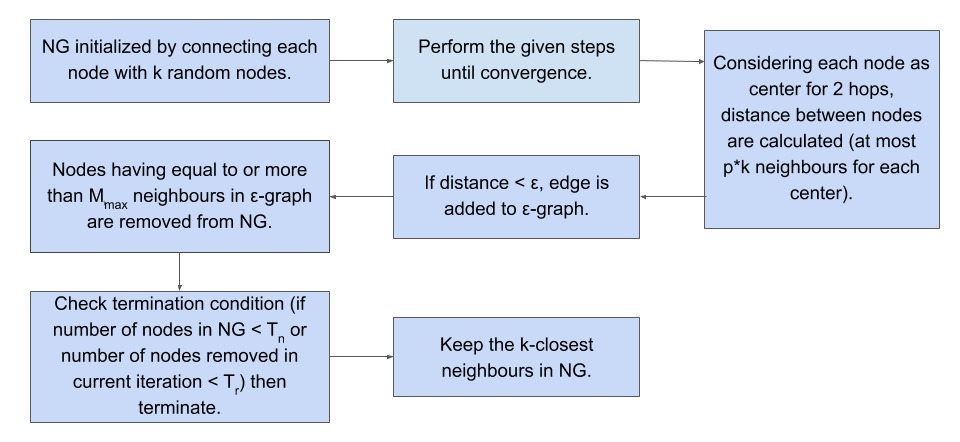 NG initialized by connecting each
node with k random nodes.
Perform the given steps
until convergence.
Considering each node as
center for 2 hops,
distance between nodes
are calculated (at most
p*k neighbours for each
center).
If distance < ε, edge is
added to ε-graph.
Nodes having equal to or more
than Mmax neighbours in ε-graph
are removed from NG.
Check termination condition (if
number of nodes in NG < Tn or
number of nodes removed in
current iteration < Tr) then
terminate.
Keep the k-closest
neighbours in NG.